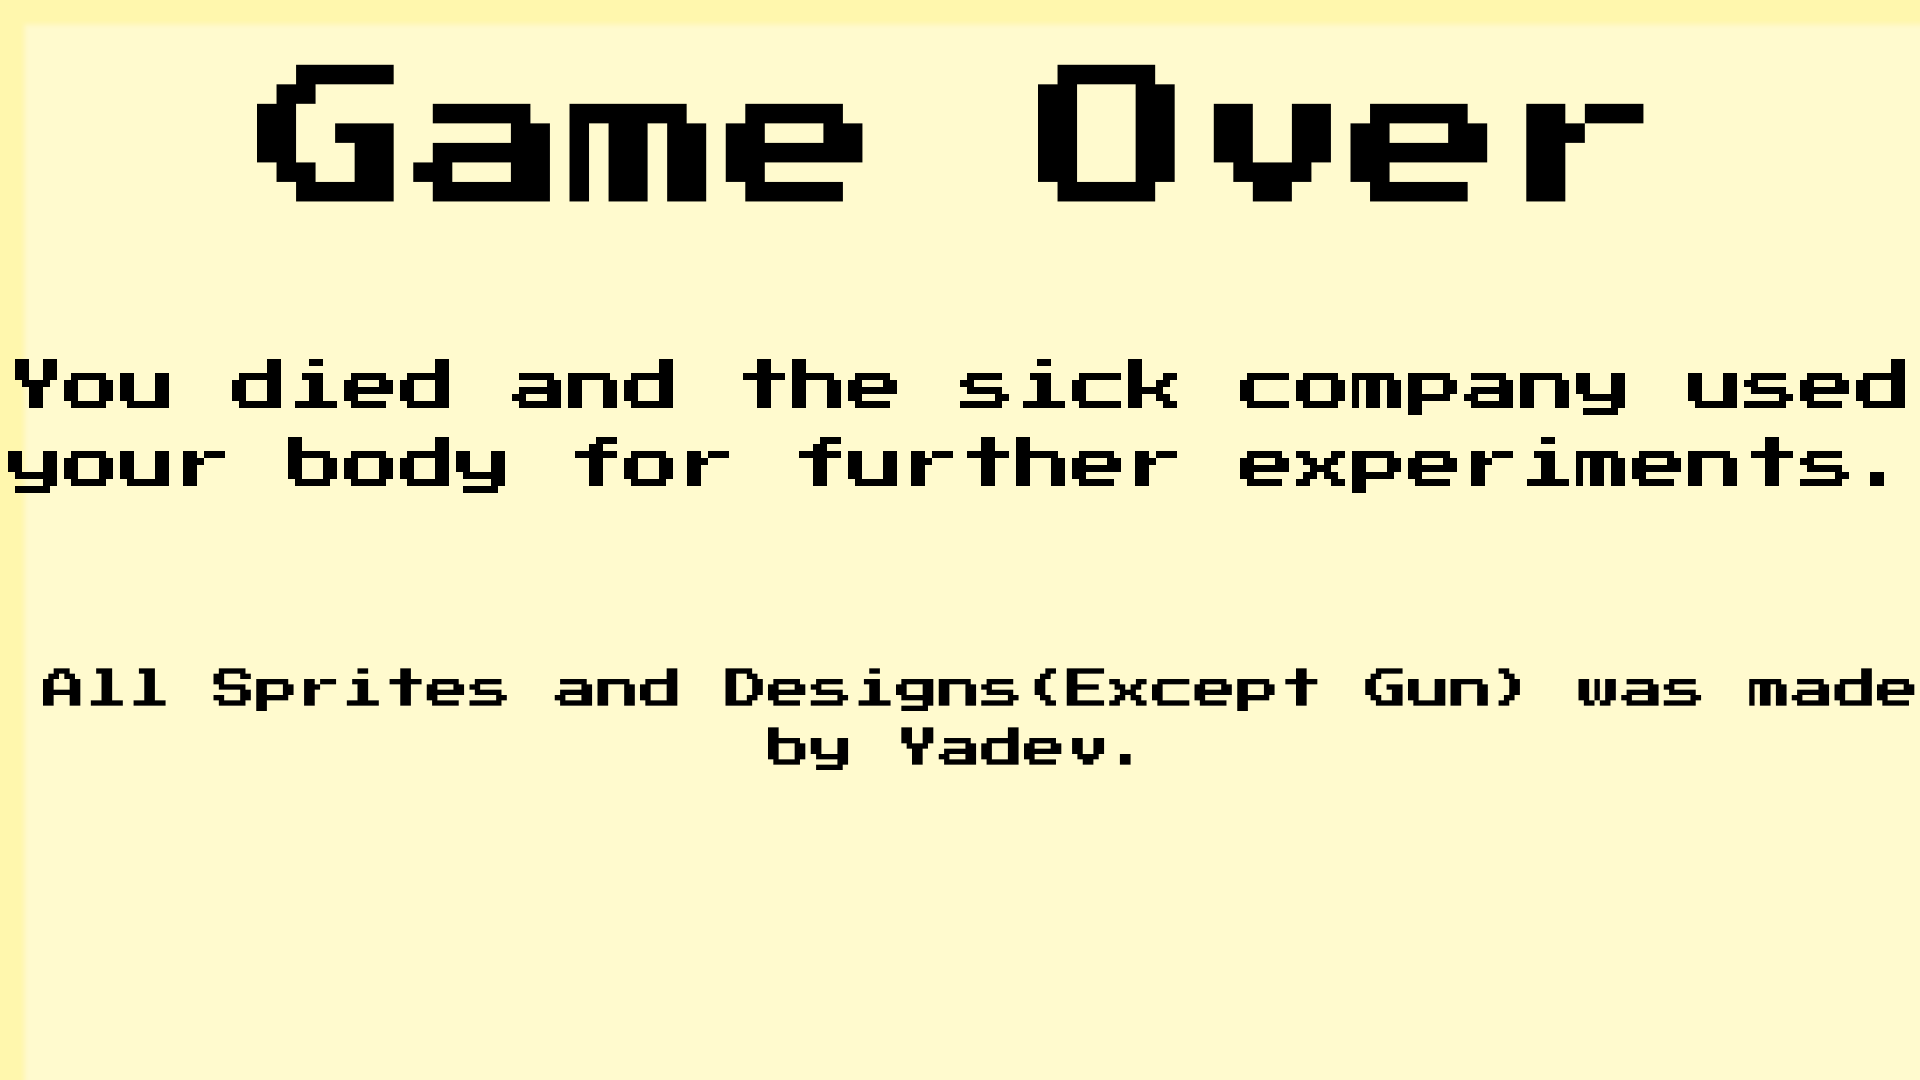 Game Over
You died and the sick company used
your body for further experiments.
All Sprites and Designs(Except Gun) was made
by Yadev.